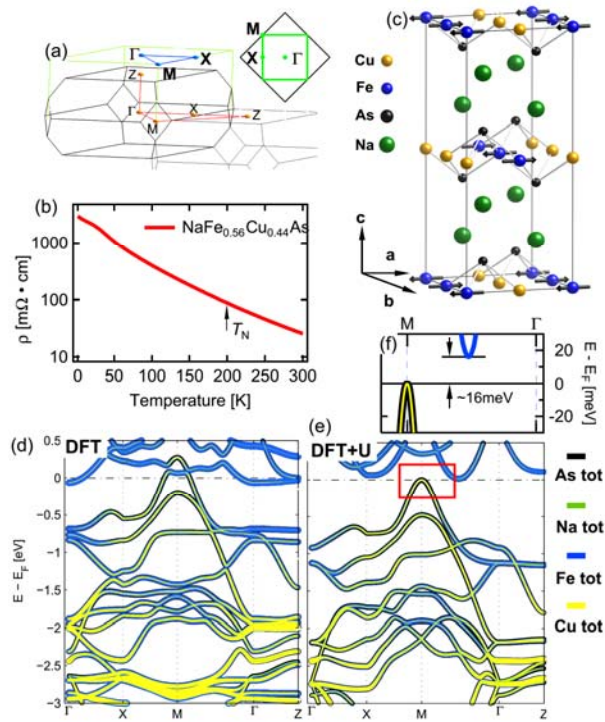 (a)
Γ
X
M
Z
Γ
X
M
Z
M
X
Γ
(b)
NaFe0.56Cu0.44As
ρ [mΩ • cm]
1000
100
10
TN
0 50 100 150 200 250 300
Temperature [K]
(c)
Cu
Fe
As
Na
c
a
b
(f)
M Γ
20
0
-20
E - EF [meV]
~16meV
(d) DFT
0.5
0
−0.5
−1
−1.5
−2
−2.5
−3
E − EF [eV]
Γ X M Γ Z
(e)
DFT+U
Γ X M Γ Z
As tot
Na tot
Fe tot
Cu tot